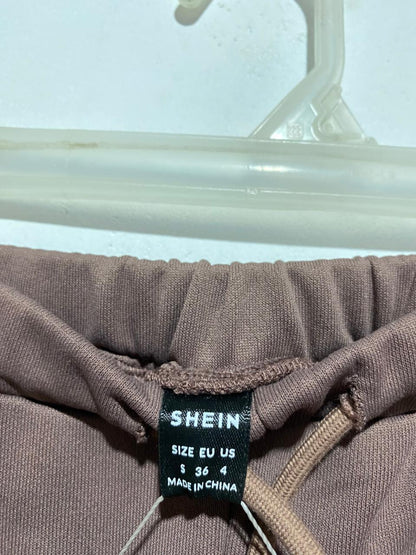 SHEIN
SIZE EU US
S 36 4
MADE IN CHINA